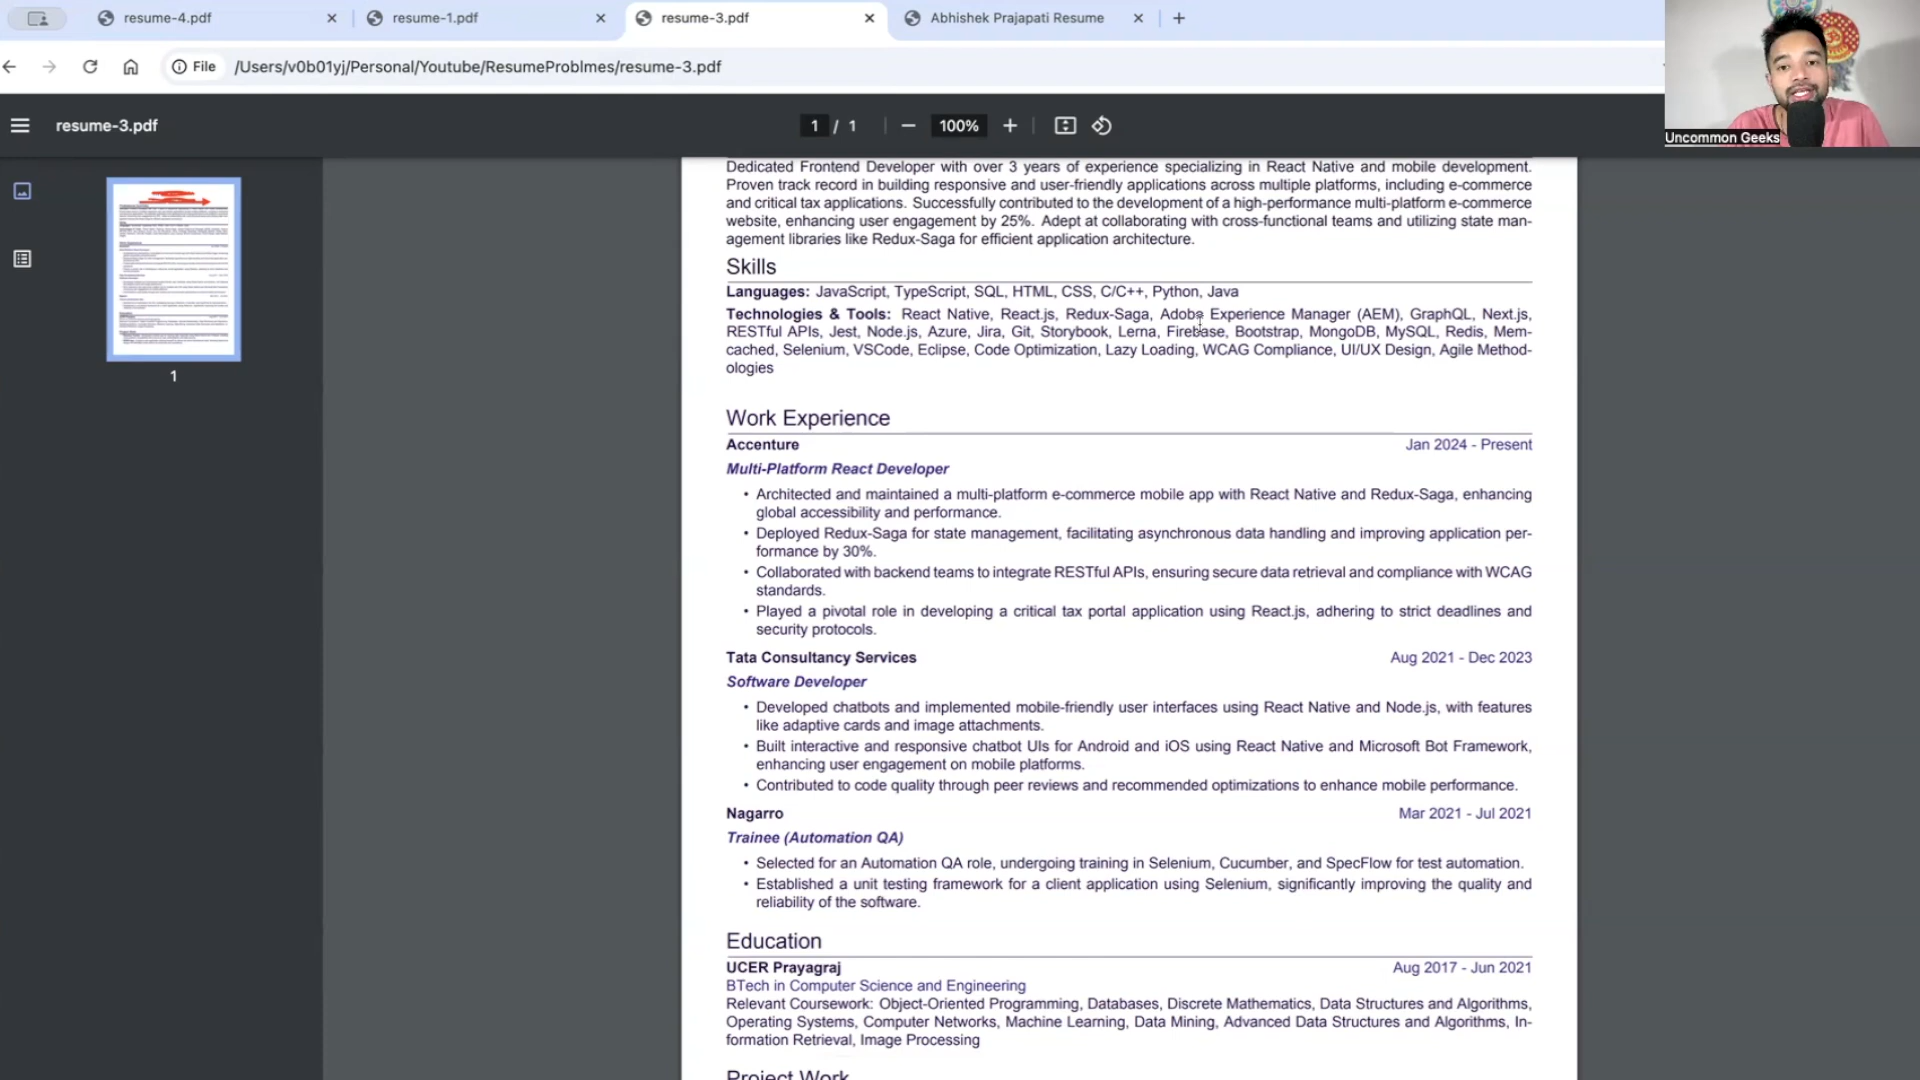 resume-4.pdf
resume-1.pdf
resume-3.pdf
Abhishek Prajapati Resume
File
/Users/v0b01yj/Personal/Youtube/ResumeProblmes/resume-3.pdf
Uncommon Geeks
resume-3.pdf
1 / 1
100%
1
Dedicated Frontend Developer with over 3 years of experience specializing in React Native and mobile development.
Proven track record in building responsive and user-friendly applications across multiple platforms, including e-commerce
and critical tax applications. Successfully contributed to the development of a high-performance multi-platform e-commerce
website, enhancing user engagement by 25%. Adept at collaborating with cross-functional teams and utilizing state man-
agement libraries like Redux-Saga for efficient application architecture.
Skills
Languages: JavaScript, TypeScript, SQL, HTML, CSS, C/C++, Python, Java
Technologies & Tools: React Native, React.js, Redux-Saga, Adobe Experience Manager (AEM), GraphQL, Next.js,
RESTful APIs, Jest, Node.js, Azure, Jira, Git, Storybook, Lerna, Firebase, Bootstrap, MongoDB, MySQL, Redis, Mem-
cached, Selenium, VSCode, Eclipse, Code Optimization, Lazy Loading, WCAG Compliance, UI/UX Design, Agile Method-
ologies
Work Experience
Accenture Jan 2024 - Present
Multi-Platform React Developer
• Architected and maintained a multi-platform e-commerce mobile app with React Native and Redux-Saga, enhancing
global accessibility and performance.
• Deployed Redux-Saga for state management, facilitating asynchronous data handling and improving application per-
formance by 30%.
• Collaborated with backend teams to integrate RESTful APIs, ensuring secure data retrieval and compliance with WCAG
standards.
• Played a pivotal role in developing a critical tax portal application using React.js, adhering to strict deadlines and
security protocols.
Tata Consultancy Services Aug 2021 - Dec 2023
Software Developer
• Developed chatbots and implemented mobile-friendly user interfaces using React Native and Node.js, with features
like adaptive cards and image attachments.
• Built interactive and responsive chatbot UIs for Android and iOS using React Native and Microsoft Bot Framework,
enhancing user engagement on mobile platforms.
• Contributed to code quality through peer reviews and recommended optimizations to enhance mobile performance.
Nagarro Mar 2021 - Jul 2021
Trainee (Automation QA)
• Selected for an Automation QA role, undergoing training in Selenium, Cucumber, and SpecFlow for test automation.
• Established a unit testing framework for a client application using Selenium, significantly improving the quality and
reliability of the software.
Education
UCER Prayagraj Aug 2017 - Jun 2021
BTech in Computer Science and Engineering
Relevant Coursework: Object-Oriented Programming, Databases, Discrete Mathematics, Data Structures and Algorithms,
Operating Systems, Computer Networks, Machine Learning, Data Mining, Advanced Data Structures and Algorithms, In-
formation Retrieval, Image Processing
Project Work